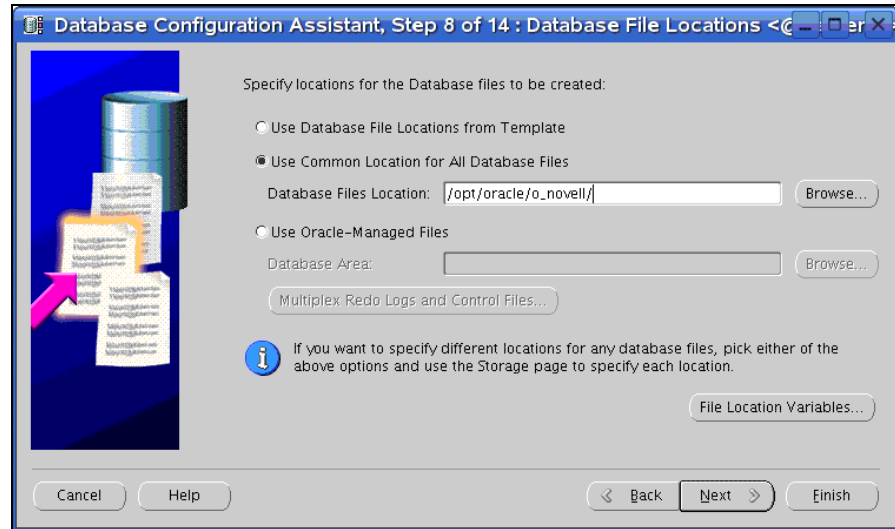 Database Configuration Assistant, Step 8 of 14 : Database File Locations <@
Specify locations for the Database files to be created:
Use Database File Locations from Template
Use Common Location for All Database Files
Database Files Location: /opt/oracle/o_novell/ Browse...
Use Oracle-Managed Files
Database Area: Browse...
Multiplex Redo Logs and Control Files...
If you want to specify different locations for any database files, pick either of the
above options and use the Storage page to specify each location.
File Location Variables...
Cancel Help Back Next Finish